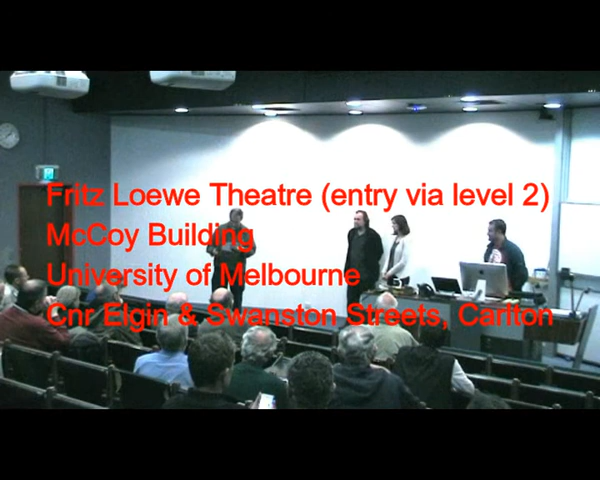 Fritz Loewe Theatre (entry via level 2)
McCoy Building
University of Melbourne
Cnr Elgin & Swanston Streets, Carlton